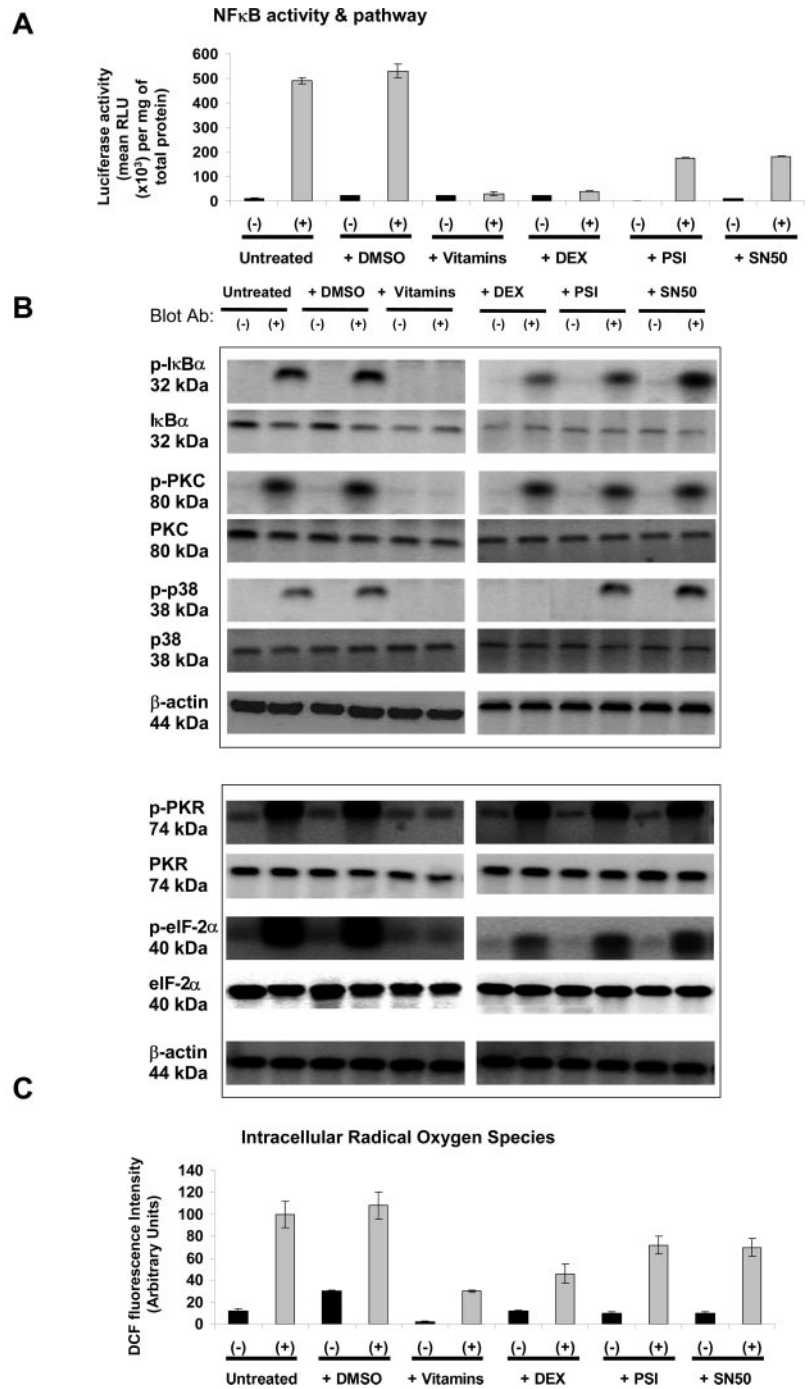 A
NFκB activity & pathway
Luciferase activity
(mean RLU
(x10³) per mg of
total protein)
600
500
400
300
200
100
0
(-) (+) (-) (+) (-) (+) (-) (+) (-) (+) (-) (+)
Untreated + DMSO + Vitamins + DEX + PSI + SN50
B
Untreated + DMSO + Vitamins + DEX + PSI + SN50
Blot Ab: (-) (+) (-) (+) (-) (+) (-) (+) (-) (+) (-) (+)
p-IκBα
32 kDa
IκBα
32 kDa
p-PKC
80 kDa
PKC
80 kDa
p-p38
38 kDa
p38
38 kDa
β-actin
44 kDa
p-PKR
74 kDa
PKR
74 kDa
p-eIF-2α
40 kDa
eIF-2α
40 kDa
β-actin
44 kDa
C
Intracellular Radical Oxygen Species
DCF fluorescence Intensity
(Arbitrary Units)
140
120
100
80
60
40
20
0
(-) (+) (-) (+) (-) (+) (-) (+) (-) (+) (-) (+)
Untreated + DMSO + Vitamins + DEX + PSI + SN50